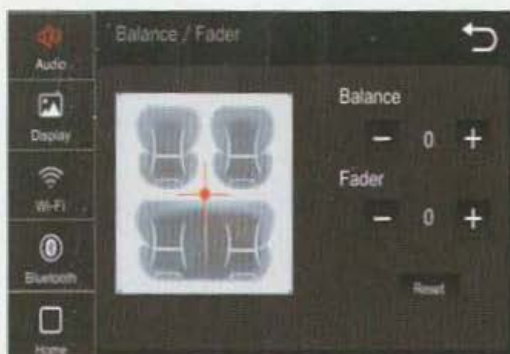 Audio
Display
Wi-Fi
Bluetooth
Home
Balance / Fader
Balance
− 0 +
Fader
− 0 +
Reset